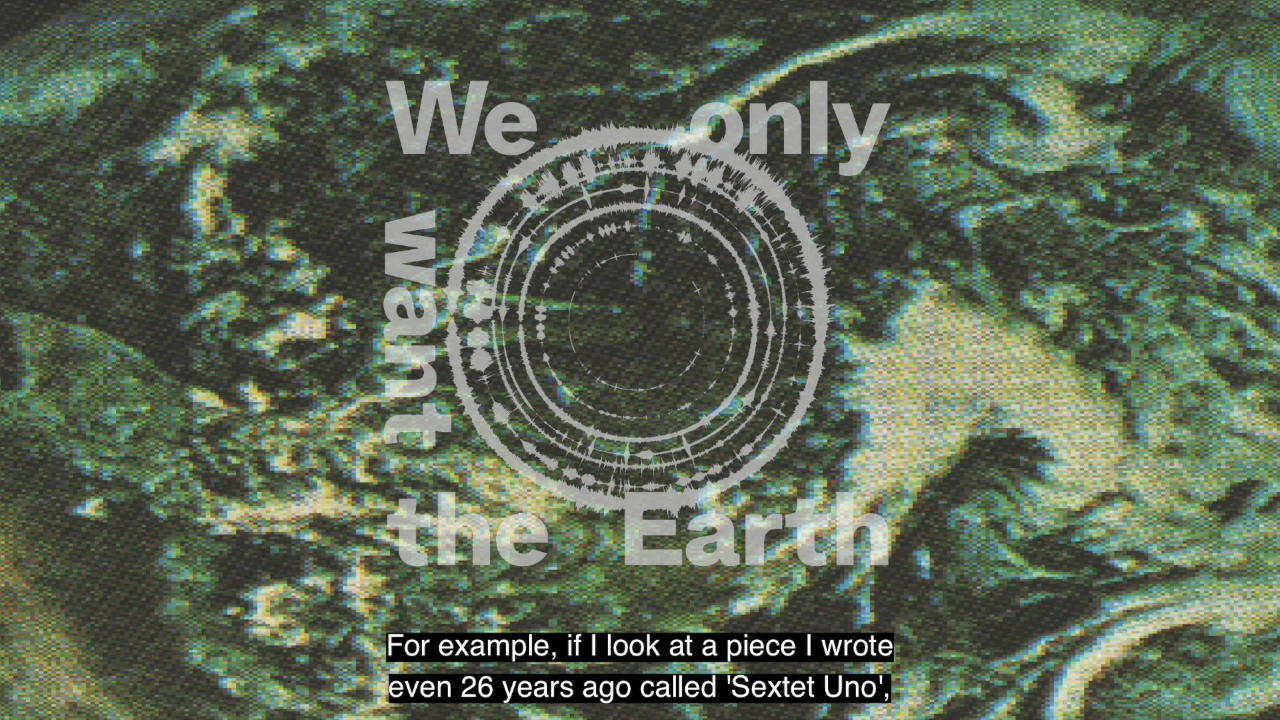 We only
want
the Earth
For example, if I look at a piece I wrote
even 26 years ago called 'Sextet Uno',